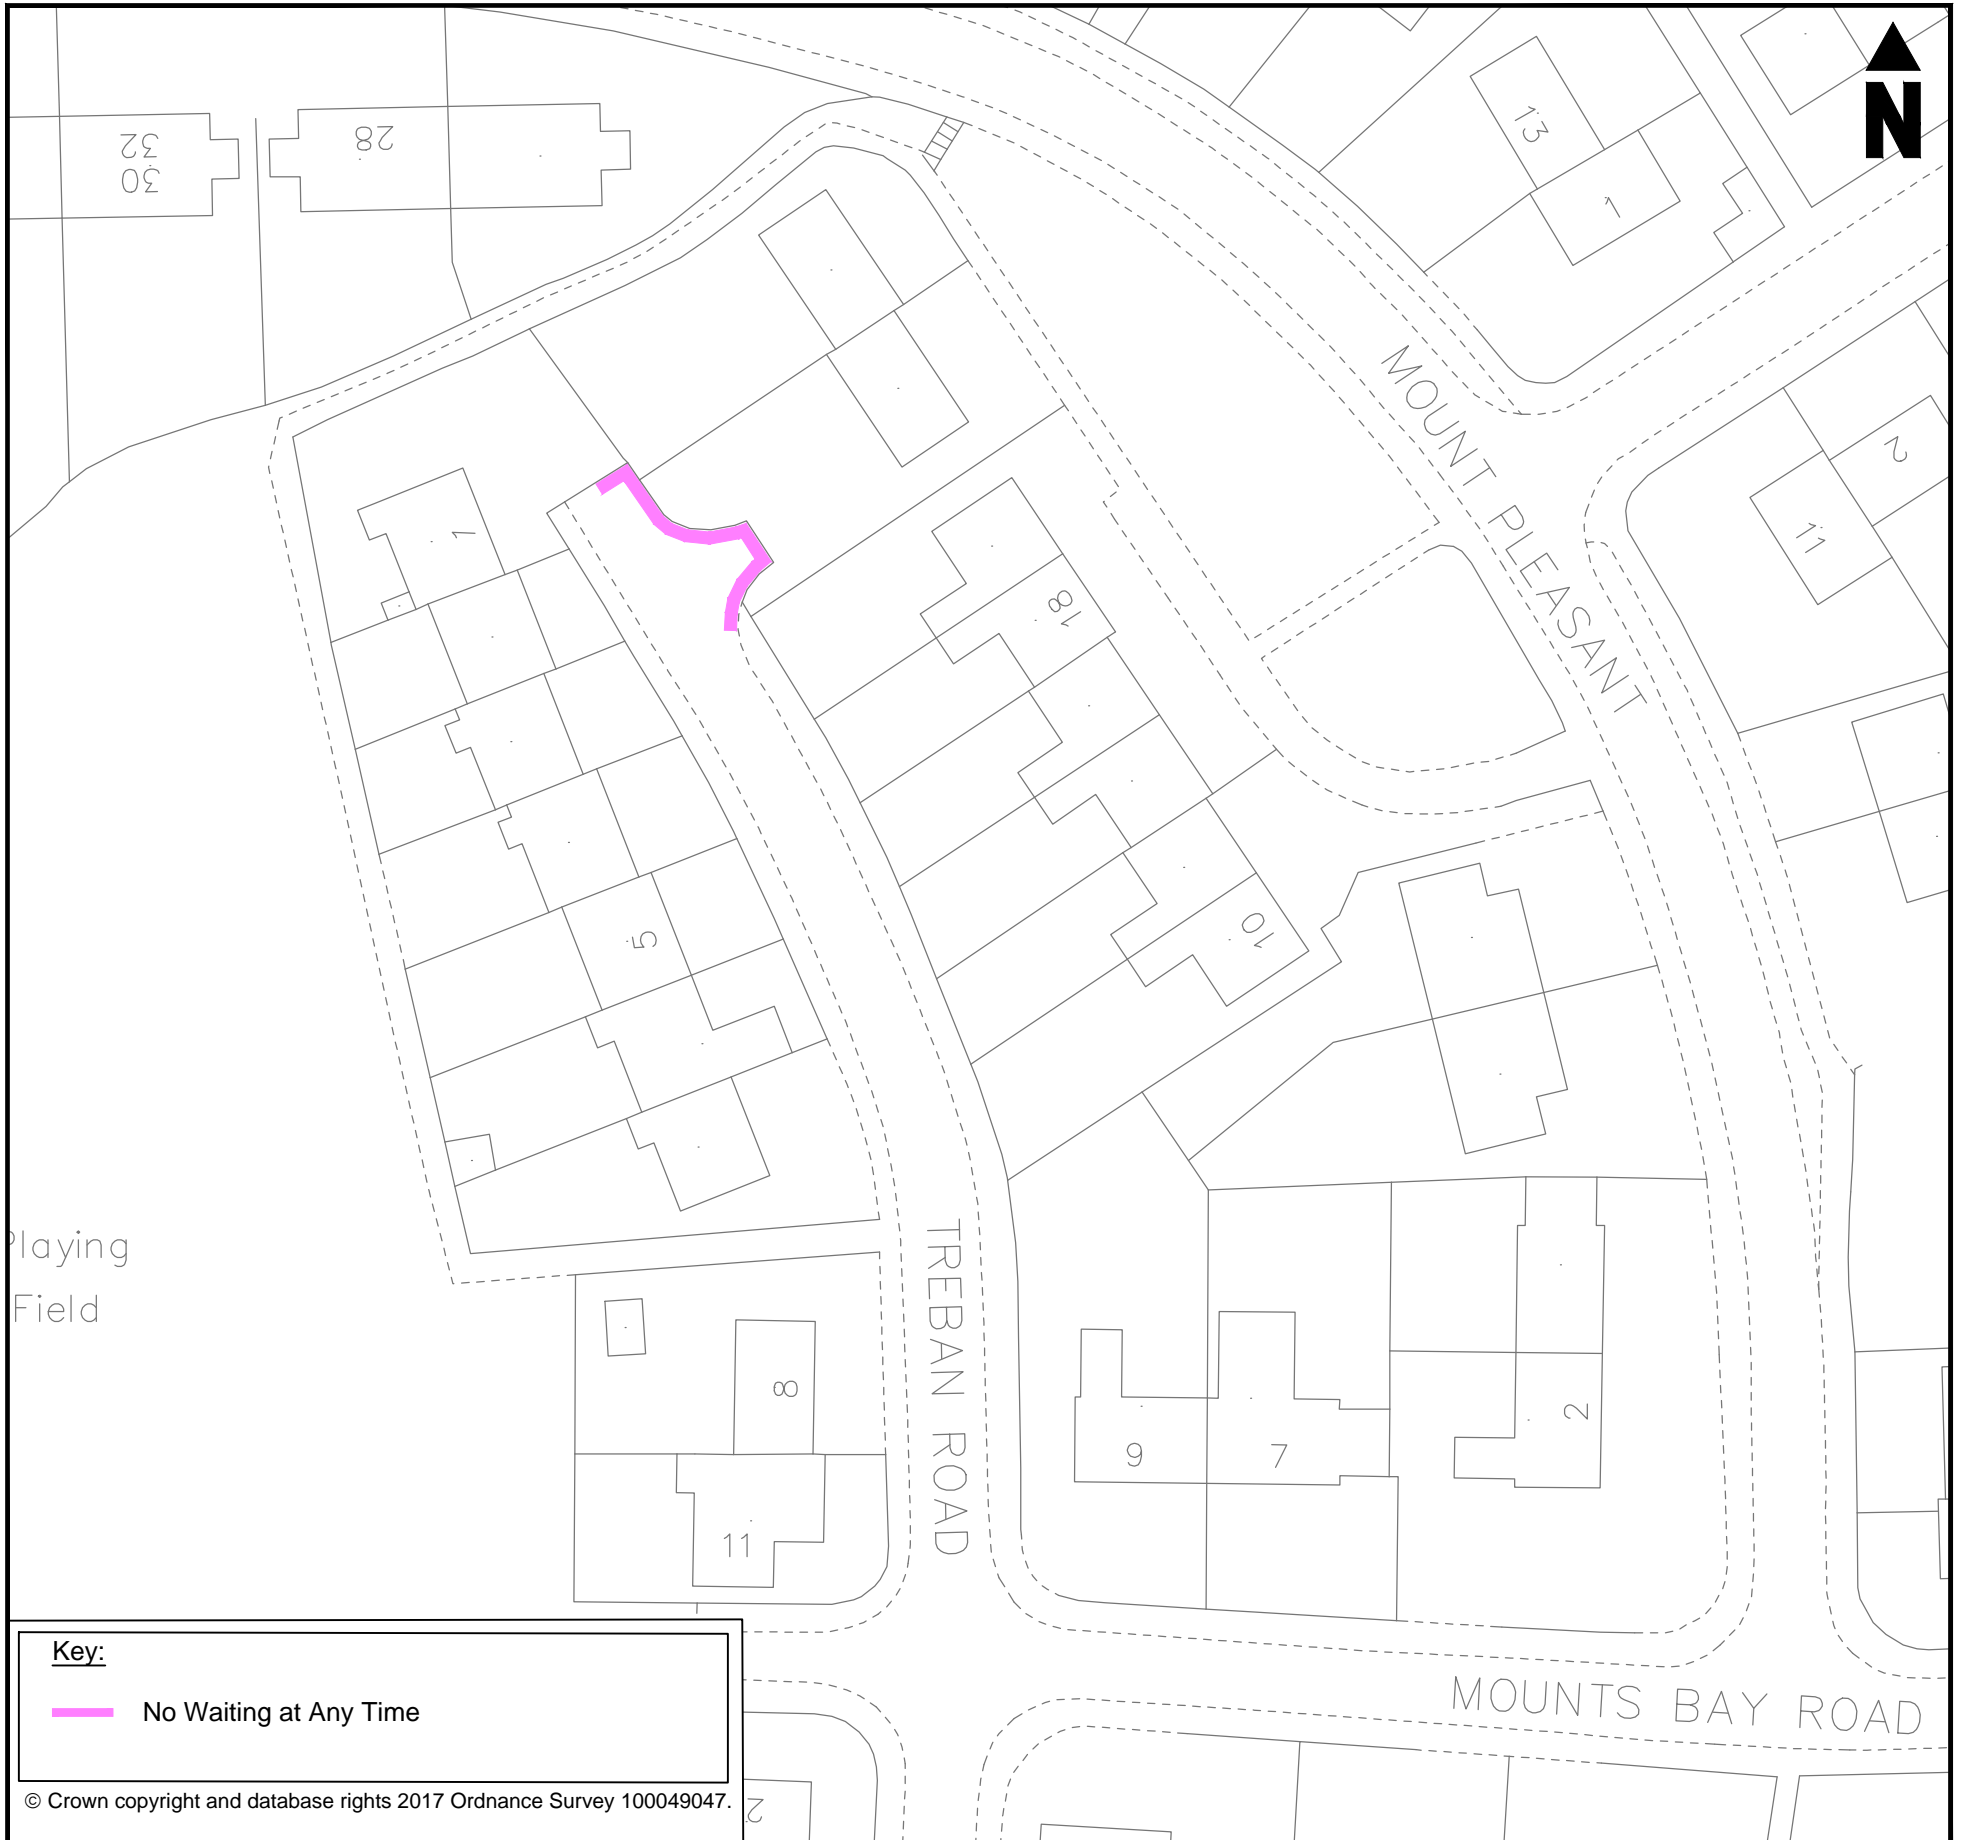 N
32
30
28
13
1
2
11
1
18
MOUNT PLEASANT
5
10
Playing
Field
TREBAN ROAD
8
9
7
2
11
MOUNTS BAY ROAD
Key:
No Waiting at Any Time
© Crown copyright and database rights 2017 Ordnance Survey 100049047.
2